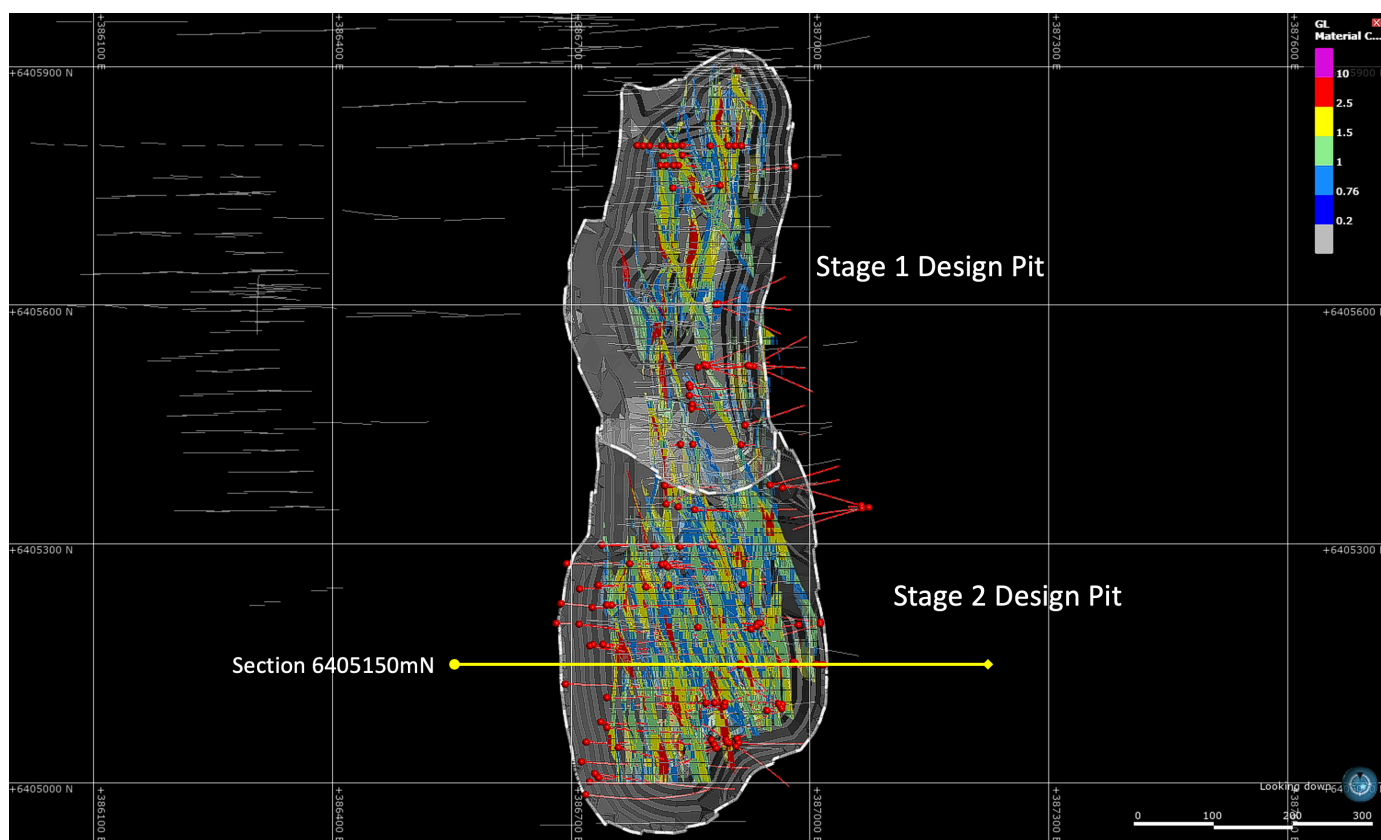 +386100 E
+386400 E
+386700 E
+387000 E
+387300 E
+387600 E
GL
Material C...
10
2.5
1.5
1
0.76
0.2
+6405900 N
5900
+6405600 N
+6405600 N
+6405300 N
+6405300 N
+6405000 N
Stage 1 Design Pit
Stage 2 Design Pit
Section 6405150mN
Looking down
0
100
200
300